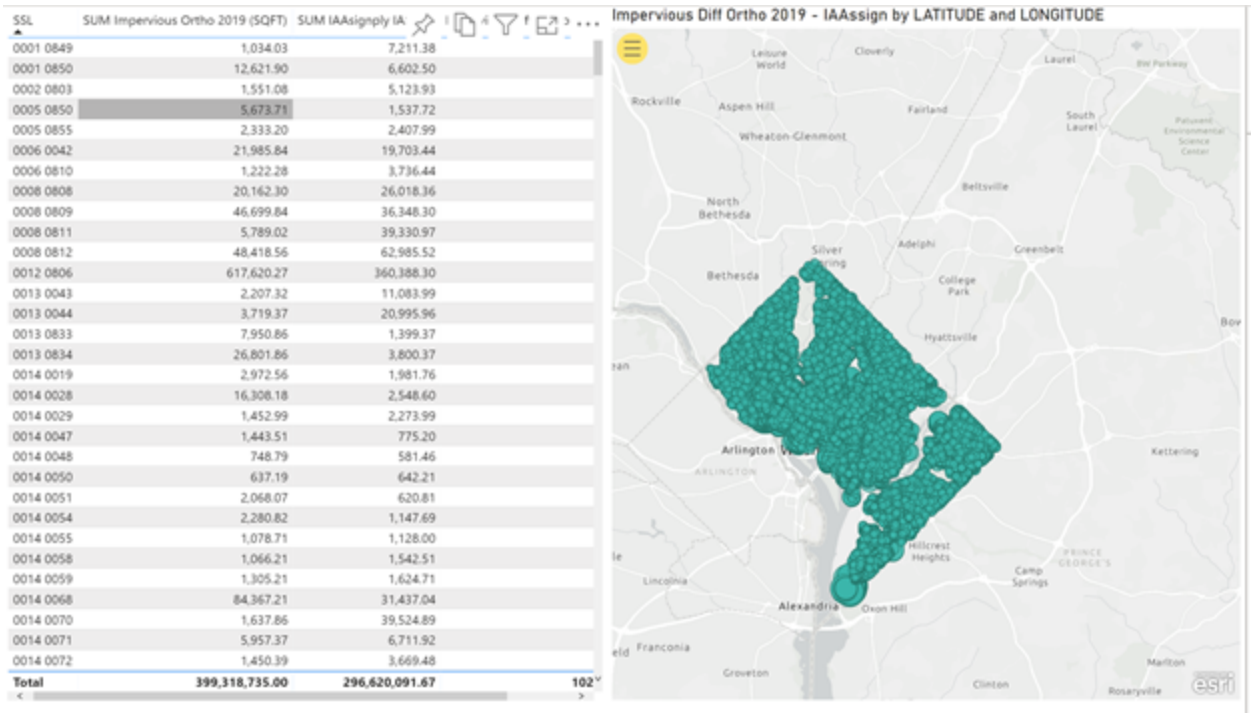 SSL SUM Impervious Ortho 2019 (SQFT) SUM IAAsignply IA
0001 0849 1,034.03 7,211.38
0001 0850 12,621.90 6,602.50
0002 0803 1,551.08 5,123.93
0005 0850 5,673.71 1,537.72
0005 0855 2,333.20 2,407.99
0006 0042 21,985.84 19,703.44
0006 0810 1,222.28 3,736.44
0008 0808 20,162.30 26,018.36
0008 0809 46,699.84 36,348.30
0008 0811 5,789.02 39,330.97
0008 0812 48,418.56 62,985.52
0012 0806 617,620.27 360,388.30
0013 0043 2,207.32 11,083.99
0013 0044 3,719.37 20,995.96
0013 0833 7,950.86 1,399.37
0013 0834 26,801.86 3,800.37
0014 0019 2,972.56 1,981.76
0014 0028 16,308.18 2,548.60
0014 0029 1,452.99 2,273.99
0014 0047 1,443.51 775.20
0014 0048 748.79 581.46
0014 0050 637.19 642.21
0014 0051 2,068.07 620.81
0014 0054 2,280.82 1,147.69
0014 0055 1,078.71 1,128.00
0014 0058 1,066.21 1,542.51
0014 0059 1,305.21 1,624.71
0014 0068 84,367.21 31,437.04
0014 0070 1,637.86 39,524.89
0014 0071 5,957.37 6,711.92
0014 0072 1,450.39 3,669.48
Total 399,318,735.00 296,620,091.67 102
Impervious Diff Ortho 2019 - IAAssign by LATITUDE and LONGITUDE
Leisure
World
Cloverly
Laurel
BW Parkway
Rockville
Aspen Hill
Fairland
South
Laurel
Patuxent
Environmental
Science
Center
Wheaton-Glenmont
Beltsville
North
Bethesda
Silver
Spring
Adelphi
Greenbelt
Bethesda
College
Park
Hyattsville
Bow
ean
Arlington
ARLINGTON
Kettering
le
Hillcrest
Heights
PRINCE
GEORGE'S
Camp
Springs
Lincolnia
Alexandria
Oxon Hill
eld
Franconia
Groveton
Clinton
Marlton
Rosaryville
esri